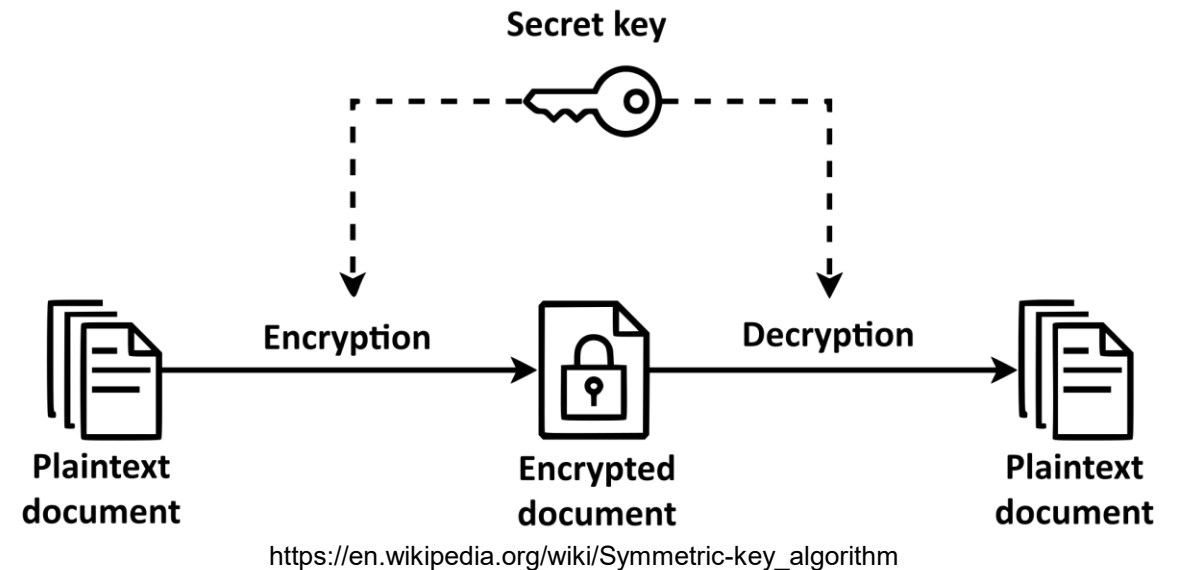 Secret key
Encryption
Decryption
Plaintext
document
Encrypted
document
Plaintext
document
https://en.wikipedia.org/wiki/Symmetric-key_algorithm